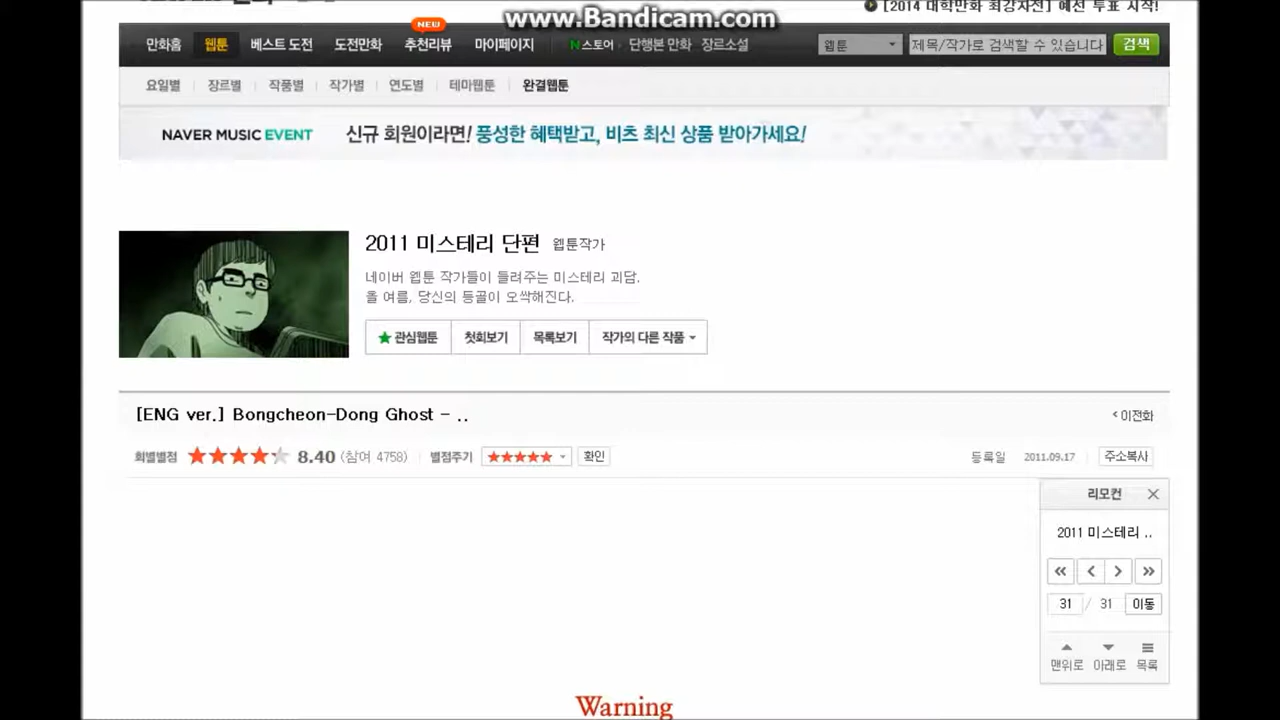 [2014 대학만화 최강자전] 예선 투표 시작!
www.Bandicam.com
NEW
만화홈 웹툰 베스트 도전 도전만화 추천리뷰 마이페이지 N스토어 단행본 만화 장르소설 웹툰 제목/작가로 검색할 수 있습니다 검색
요일별 장르별 작품별 작가별 연도별 테마웹툰 완결웹툰
NAVER MUSIC EVENT 신규 회원이라면! 풍성한 혜택받고, 비츠 최신 상품 받아가세요!
2011 미스테리 단편 웹툰작가
네이버 웹툰 작가들이 들려주는 미스테리 괴담.
올 여름, 당신의 등골이 오싹해진다.
관심웹툰 첫회보기 목록보기 작가의 다른 작품
[ENG ver.] Bongcheon-Dong Ghost - ..
이전화
회별별점 8.40 (참여 4758) 별점주기 확인 등록일 2011.09.17 주소복사
리모컨
2011 미스테리 ..
31 / 31 이동
맨위로 아래로 목록
Warning